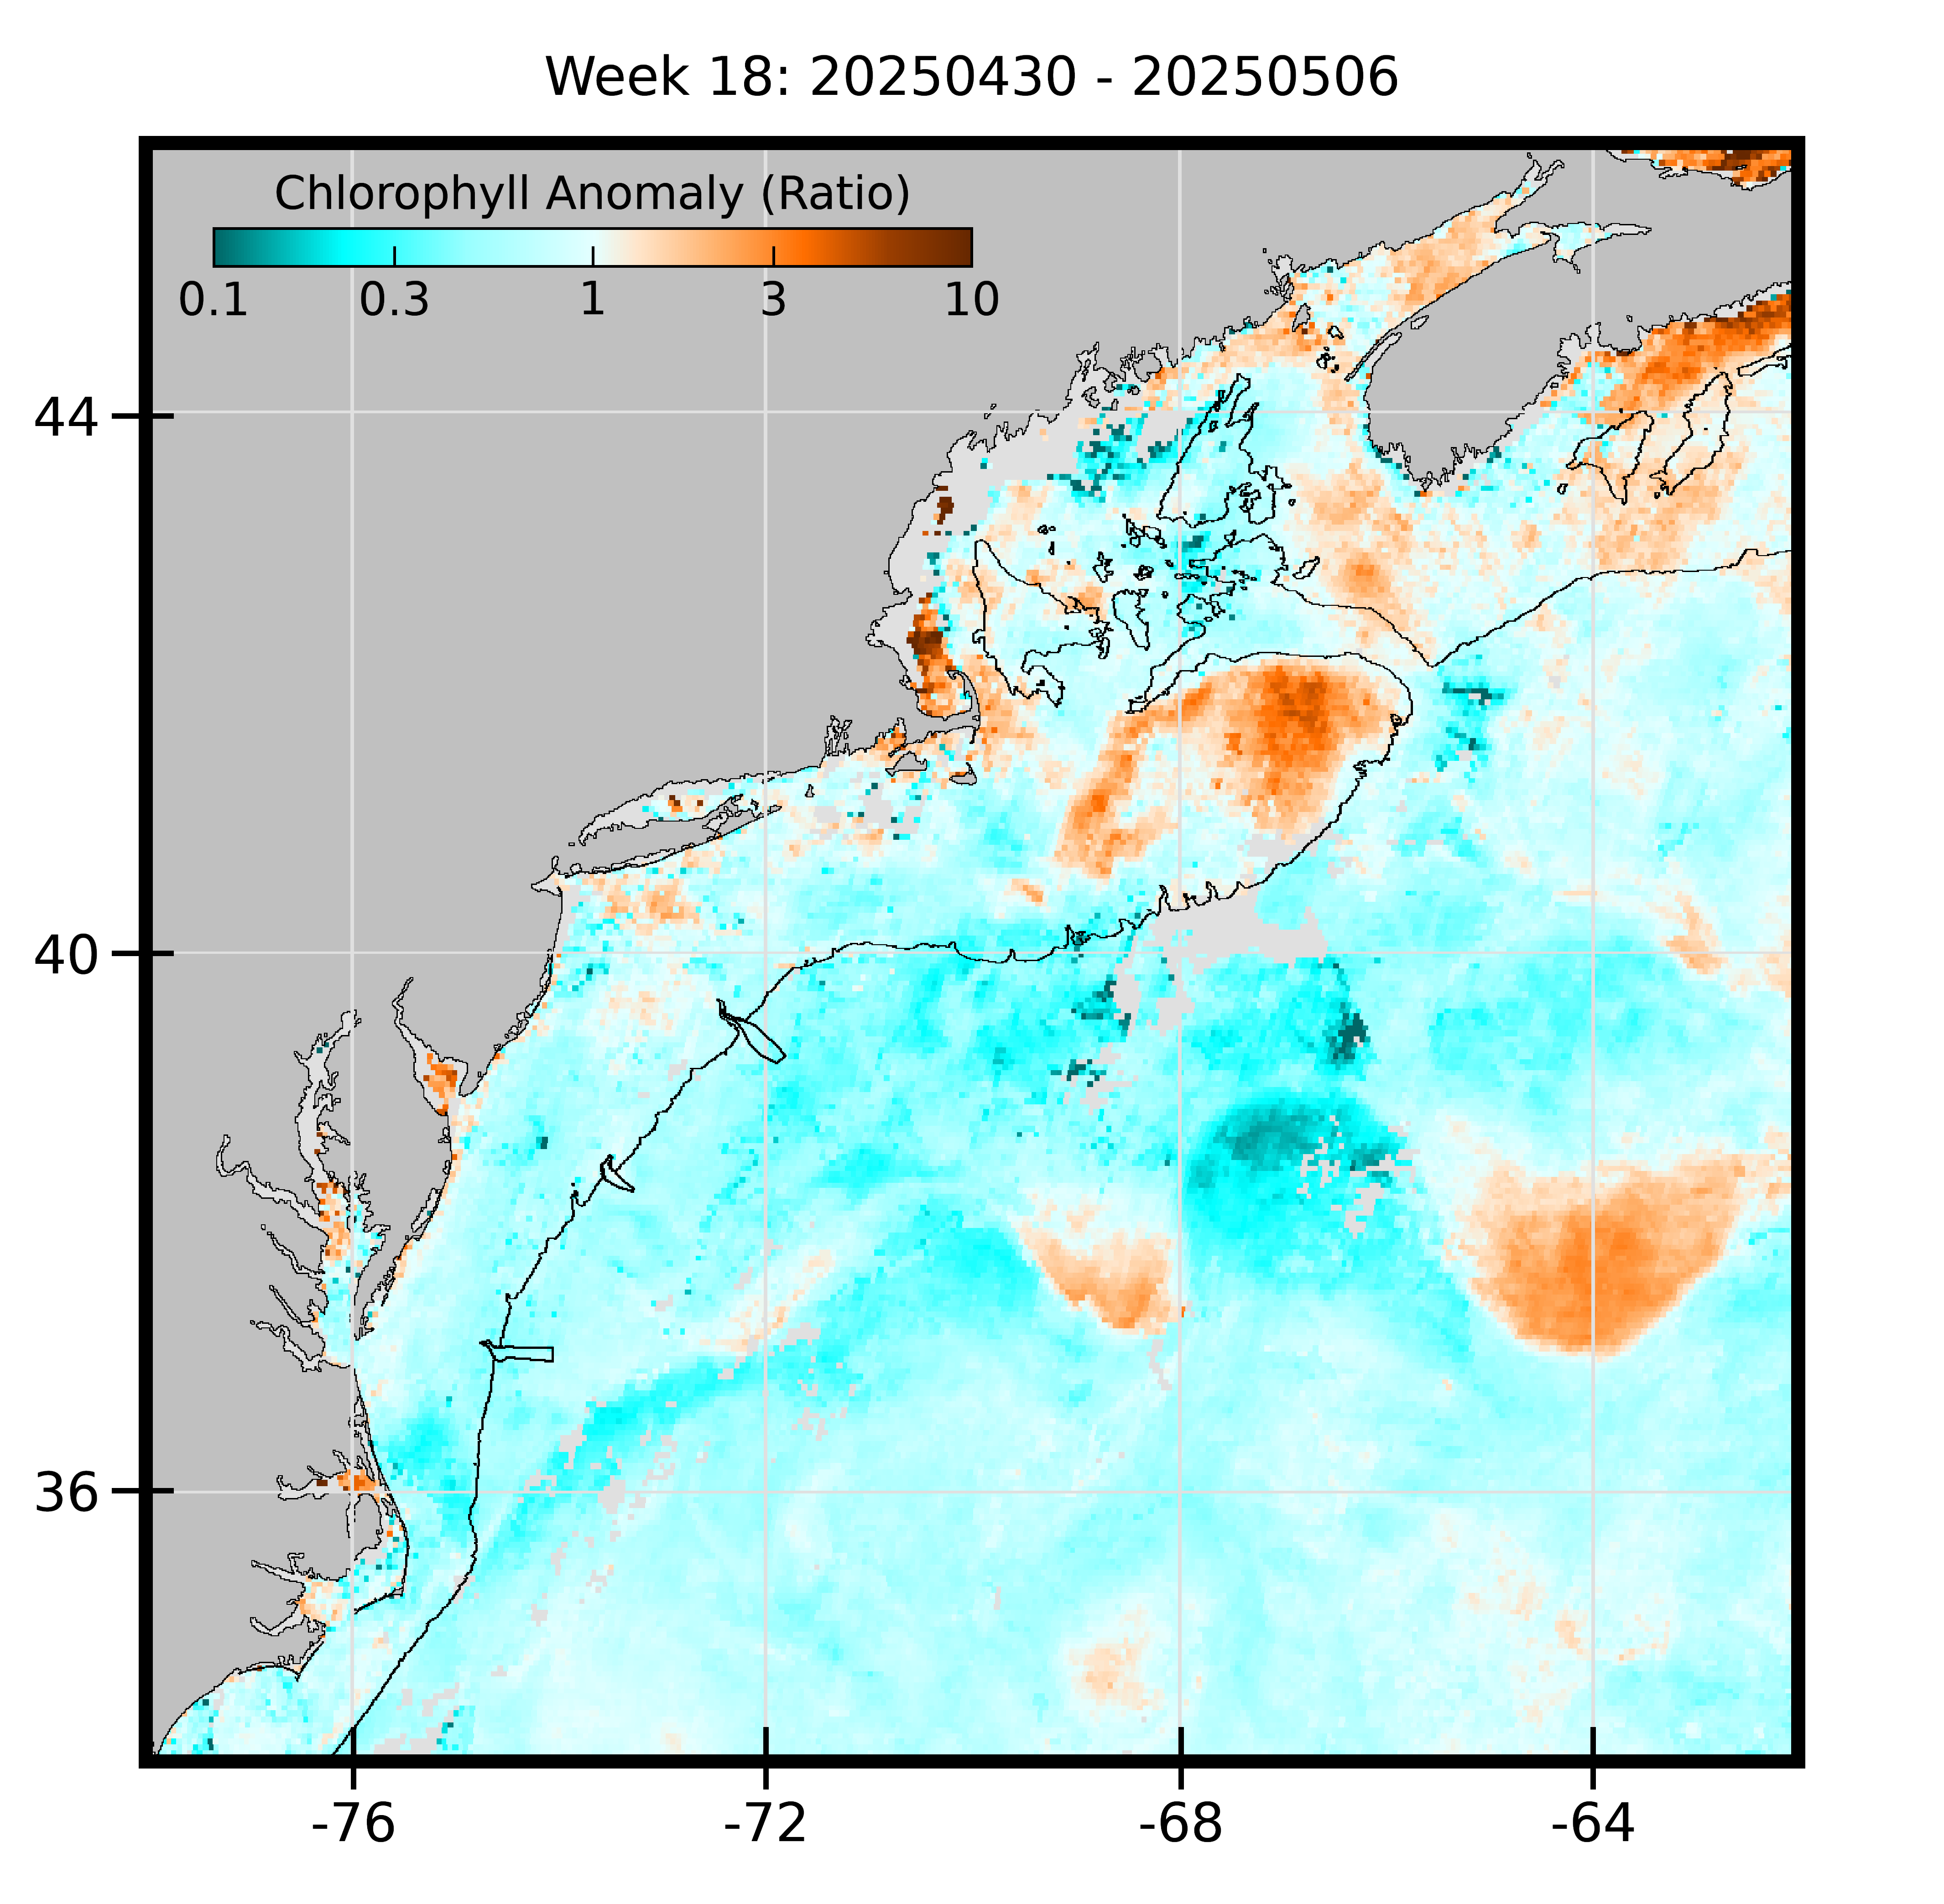 Week 18: 20250430 - 20250506
Chlorophyll Anomaly (Ratio)
0.1 0.3 1 3 10
44
40
36
-76 -72 -68 -64